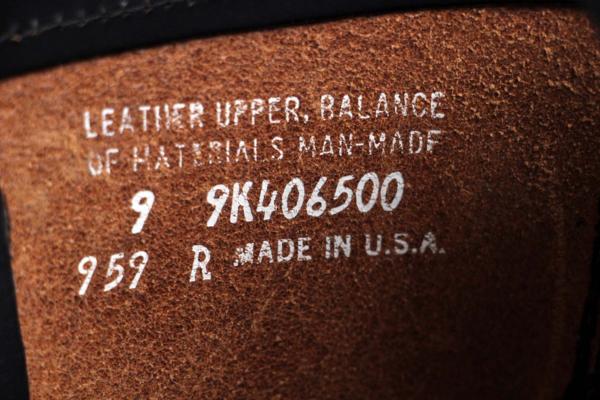 LEATHER UPPER, BALANCE
OF MATERIALS MAN-MADE
9 9K406500
959 R MADE IN U.S.A.